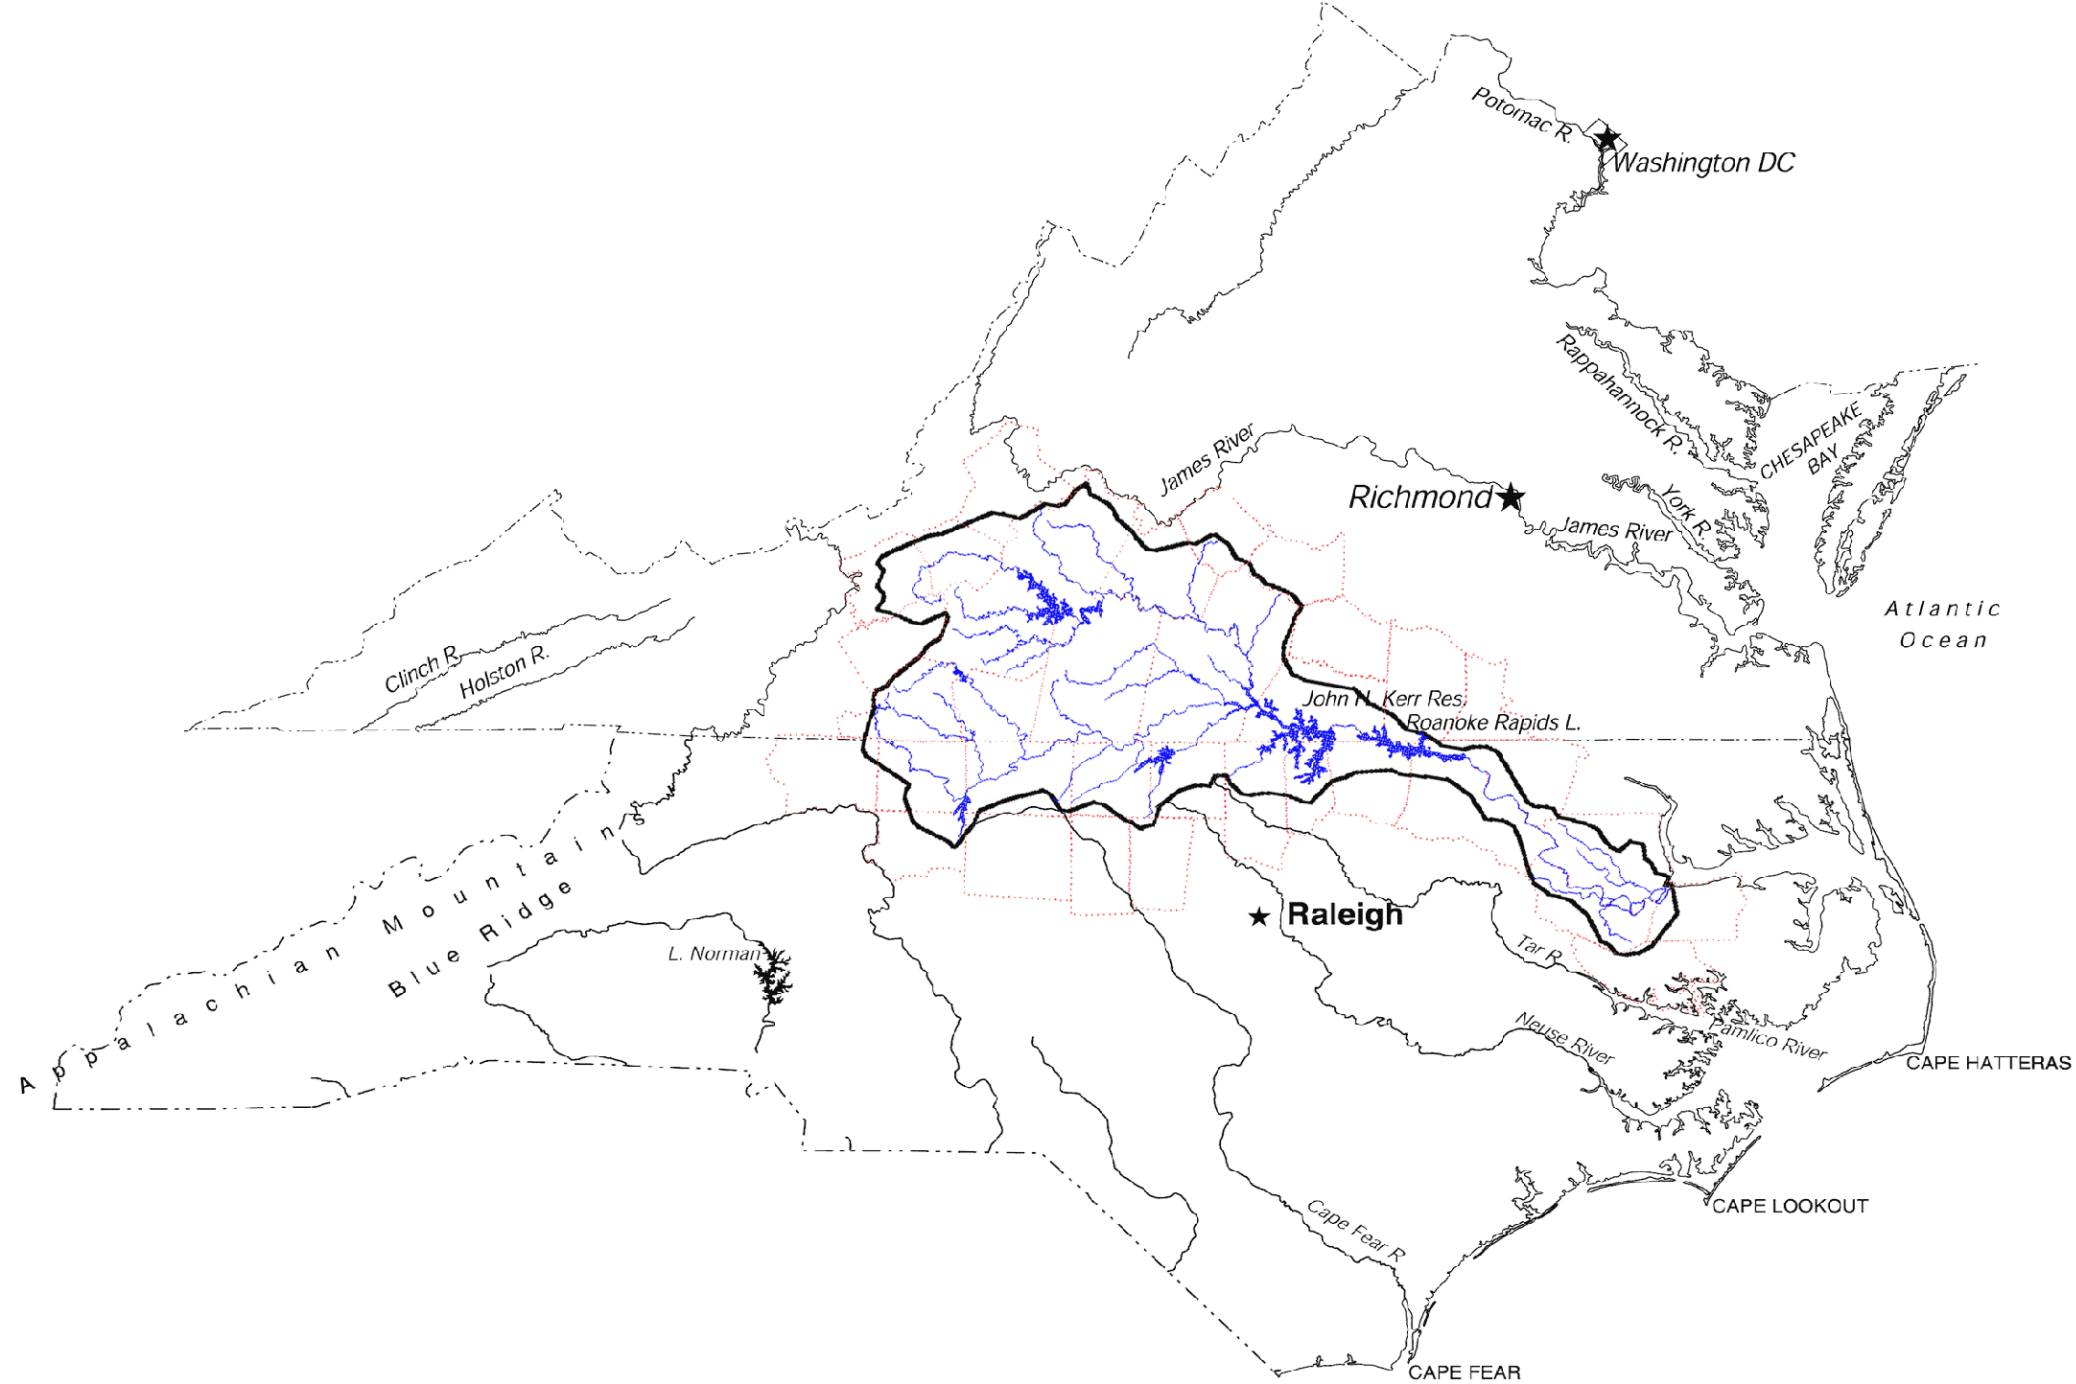 Potomac R.
Washington DC
Rappahannock R.
CHESAPEAKE
BAY
James River
Richmond
York R.
James River
Atlantic
Ocean
Clinch R.
Holston R.
John H. Kerr Res.
Roanoke Rapids L.
Appalachian Mountains
Blue Ridge
Raleigh
L. Norman
Tar R.
Neuse River
Pamlico River
CAPE HATTERAS
CAPE LOOKOUT
Cape Fear R.
CAPE FEAR